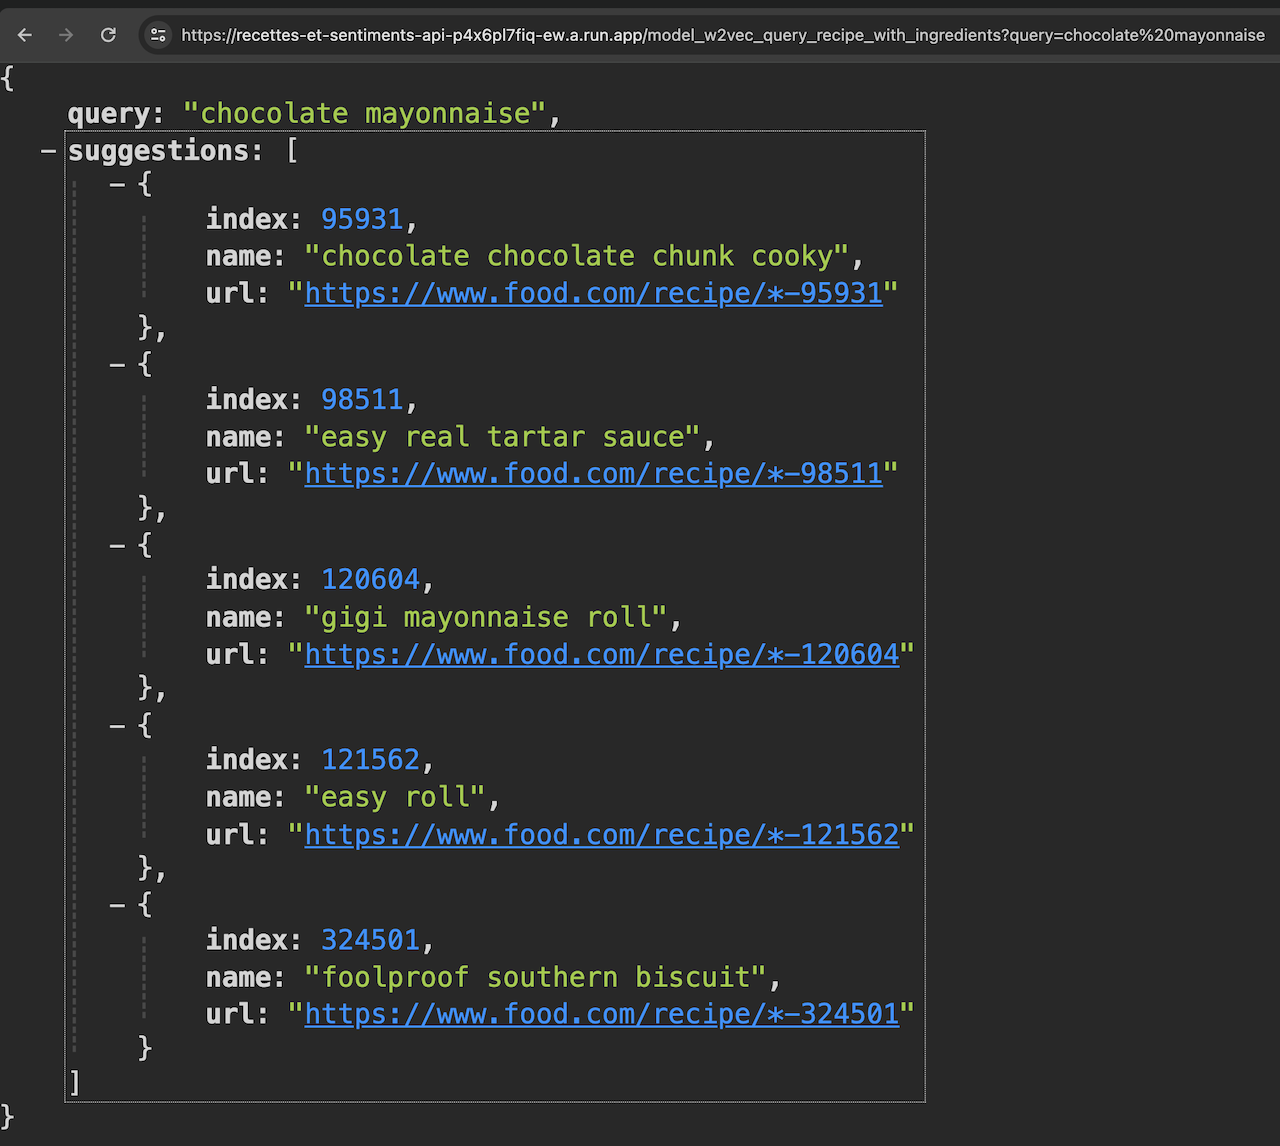 https://recettes-et-sentiments-api-p4x6pl7fiq-ew.a.run.app/model_w2vec_query_recipe_with_ingredients?query=chocolate%20mayonnaise
{
query: "chocolate mayonnaise",
– suggestions: [
– {
index: 95931,
name: "chocolate chocolate chunk cooky",
url: "https://www.food.com/recipe/*-95931"
},
– {
index: 98511,
name: "easy real tartar sauce",
url: "https://www.food.com/recipe/*-98511"
},
– {
index: 120604,
name: "gigi mayonnaise roll",
url: "https://www.food.com/recipe/*-120604"
},
– {
index: 121562,
name: "easy roll",
url: "https://www.food.com/recipe/*-121562"
},
– {
index: 324501,
name: "foolproof southern biscuit",
url: "https://www.food.com/recipe/*-324501"
}
]
}